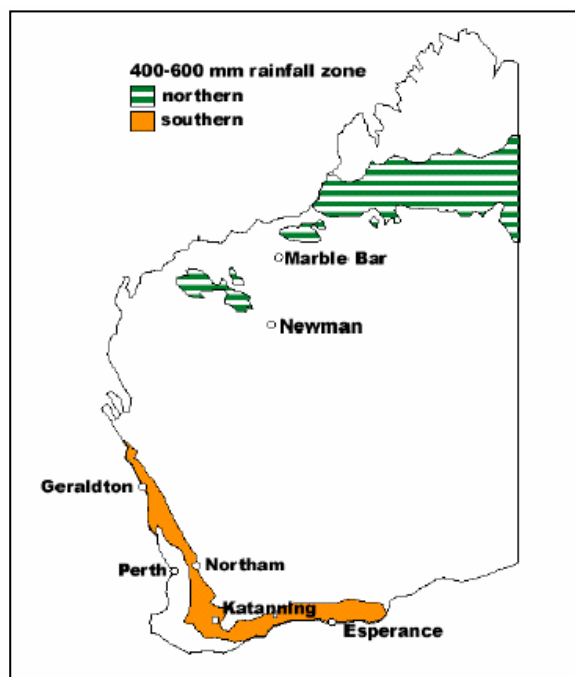 400-600 mm rainfall zone
northern
southern
Marble Bar
Newman
Geraldton
Perth
Northam
Katanning
Esperance